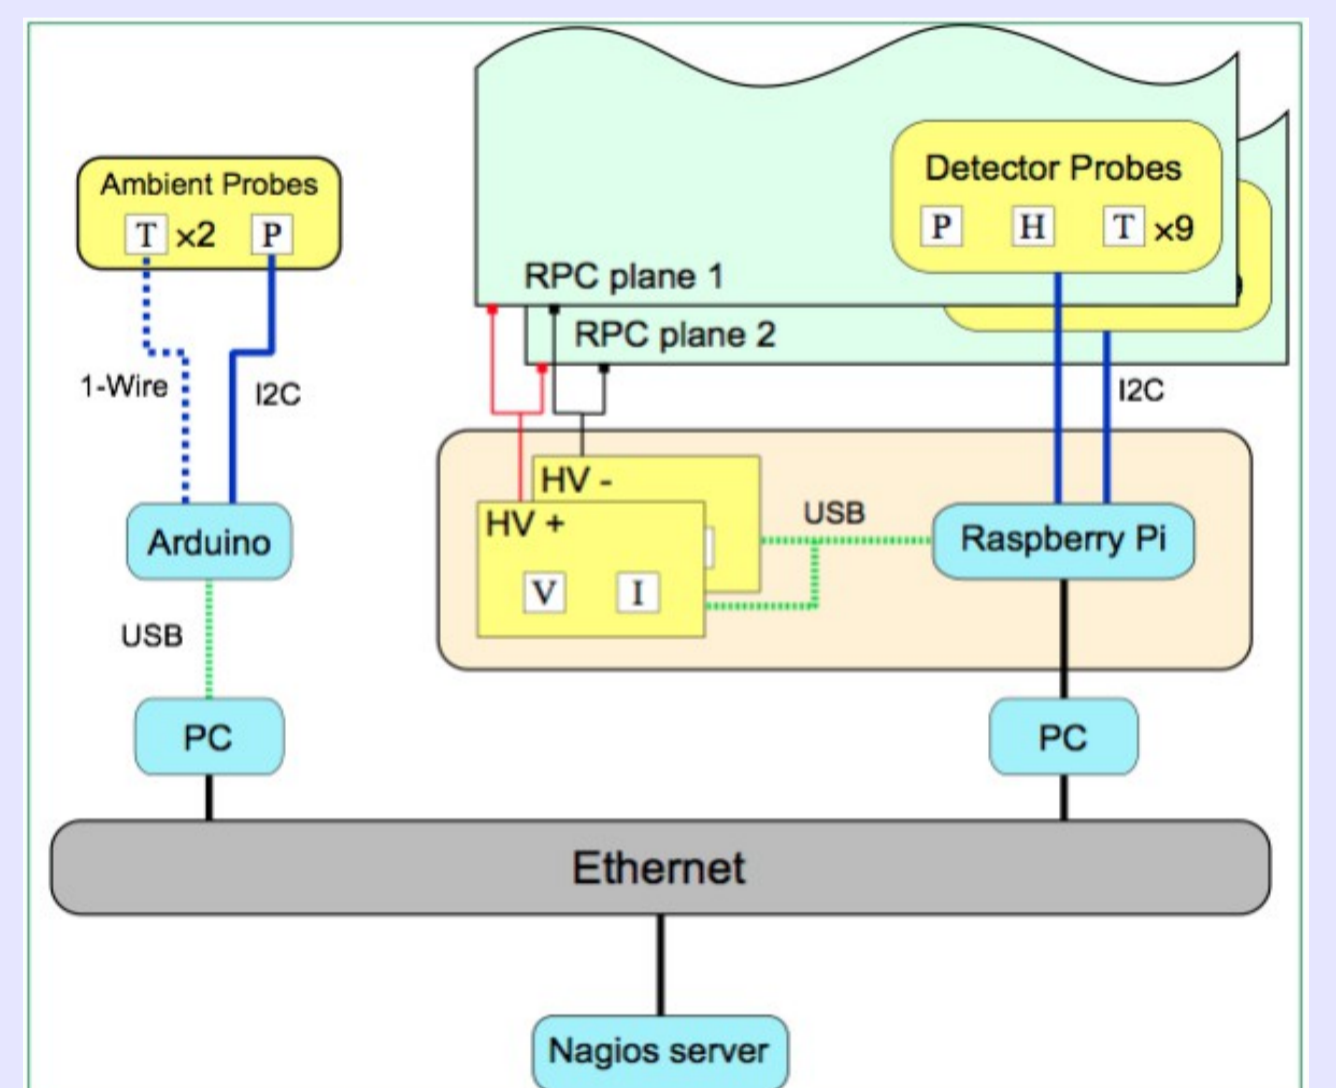 Ambient Probes
T ×2 P
Detector Probes
P H T ×9
RPC plane 1
RPC plane 2
1-Wire
I2C
I2C
HV -
HV +
V I
USB
Arduino
Raspberry Pi
USB
PC
PC
Ethernet
Nagios server